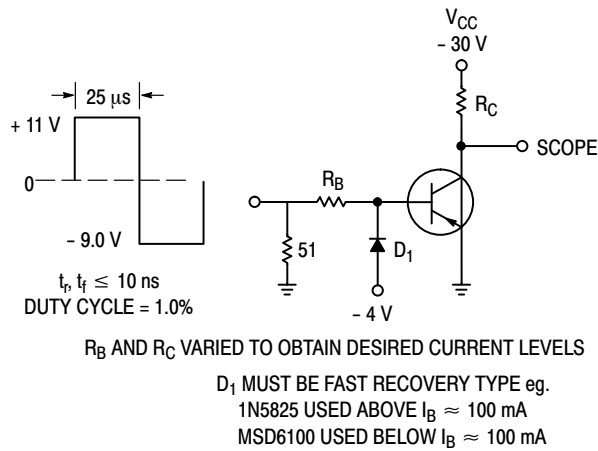 V_CC
- 30 V
25 μs
R_C
+ 11 V
SCOPE
R_B
0
51
D_1
- 9.0 V
- 4 V
t_r, t_f ≤ 10 ns
DUTY CYCLE = 1.0%
R_B AND R_C VARIED TO OBTAIN DESIRED CURRENT LEVELS
D_1 MUST BE FAST RECOVERY TYPE eg.
1N5825 USED ABOVE I_B ≈ 100 mA
MSD6100 USED BELOW I_B ≈ 100 mA